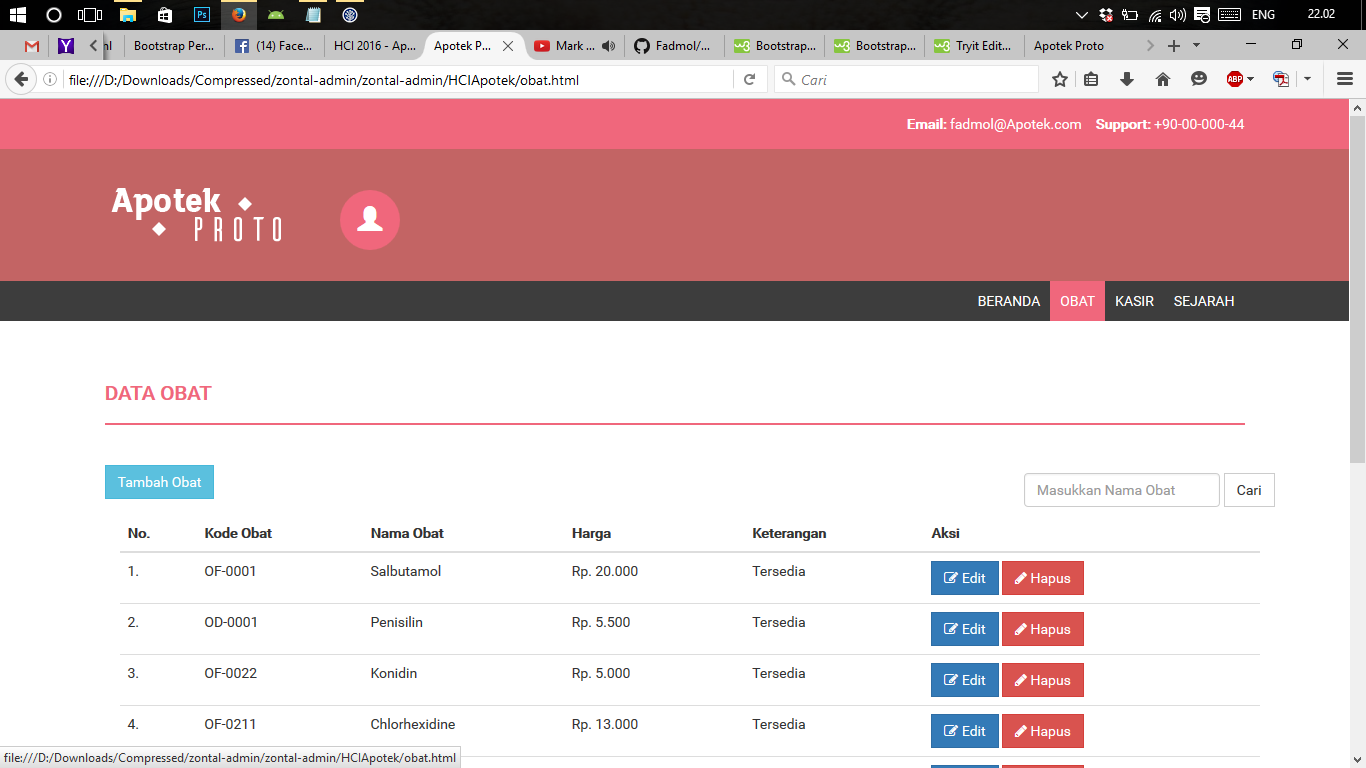 ENG 22.02
Bootstrap Per...
(14) Face...
HCI 2016 - Ap...
Apotek P...
Mark ...
Fadmol/...
Bootstrap...
Bootstrap...
Tryit Edit...
Apotek Proto
file:///D:/Downloads/Compressed/zontal-admin/zontal-admin/HCIApotek/obat.html
Cari
ABP
Email: fadmol@Apotek.com Support: +90-00-000-44
Apotek
PROTO
BERANDA OBAT KASIR SEJARAH
DATA OBAT
Tambah Obat
Masukkan Nama Obat Cari
No. Kode Obat Nama Obat Harga Keterangan Aksi
1. OF-0001 Salbutamol Rp. 20.000 Tersedia Edit Hapus
2. OD-0001 Penisilin Rp. 5.500 Tersedia Edit Hapus
3. OF-0022 Konidin Rp. 5.000 Tersedia Edit Hapus
4. OF-0211 Chlorhexidine Rp. 13.000 Tersedia Edit Hapus
file:///D:/Downloads/Compressed/zontal-admin/zontal-admin/HCIApotek/obat.html